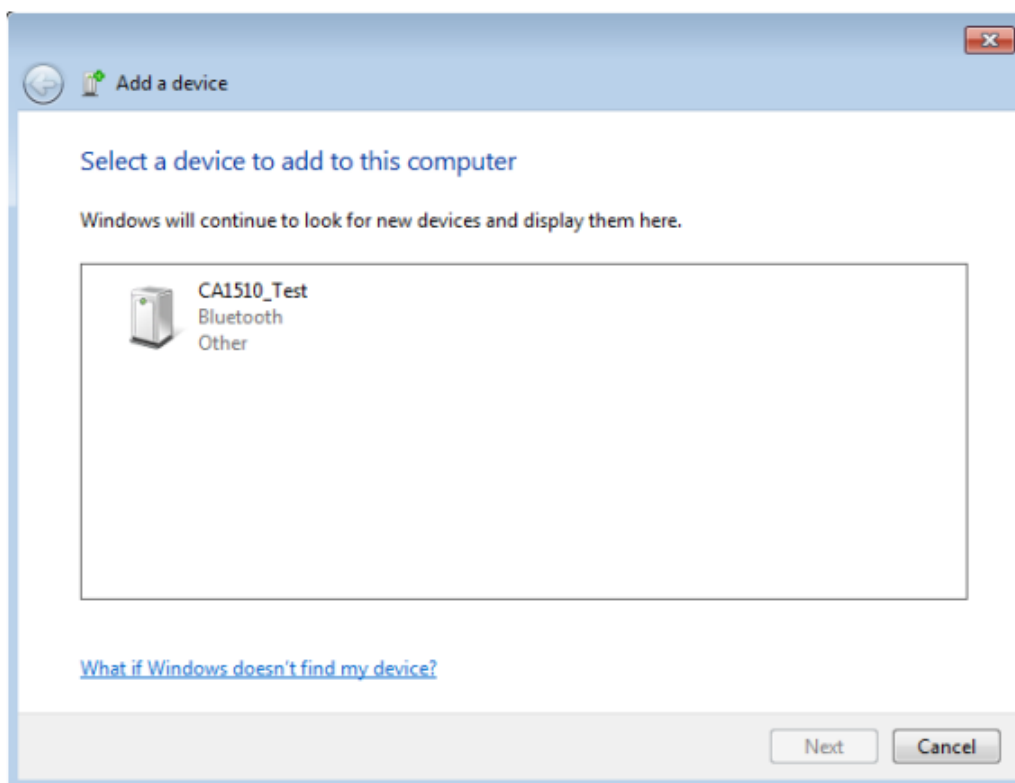 Add a device
Select a device to add to this computer
Windows will continue to look for new devices and display them here.
CA1510_Test
Bluetooth
Other
What if Windows doesn't find my device?
Next
Cancel